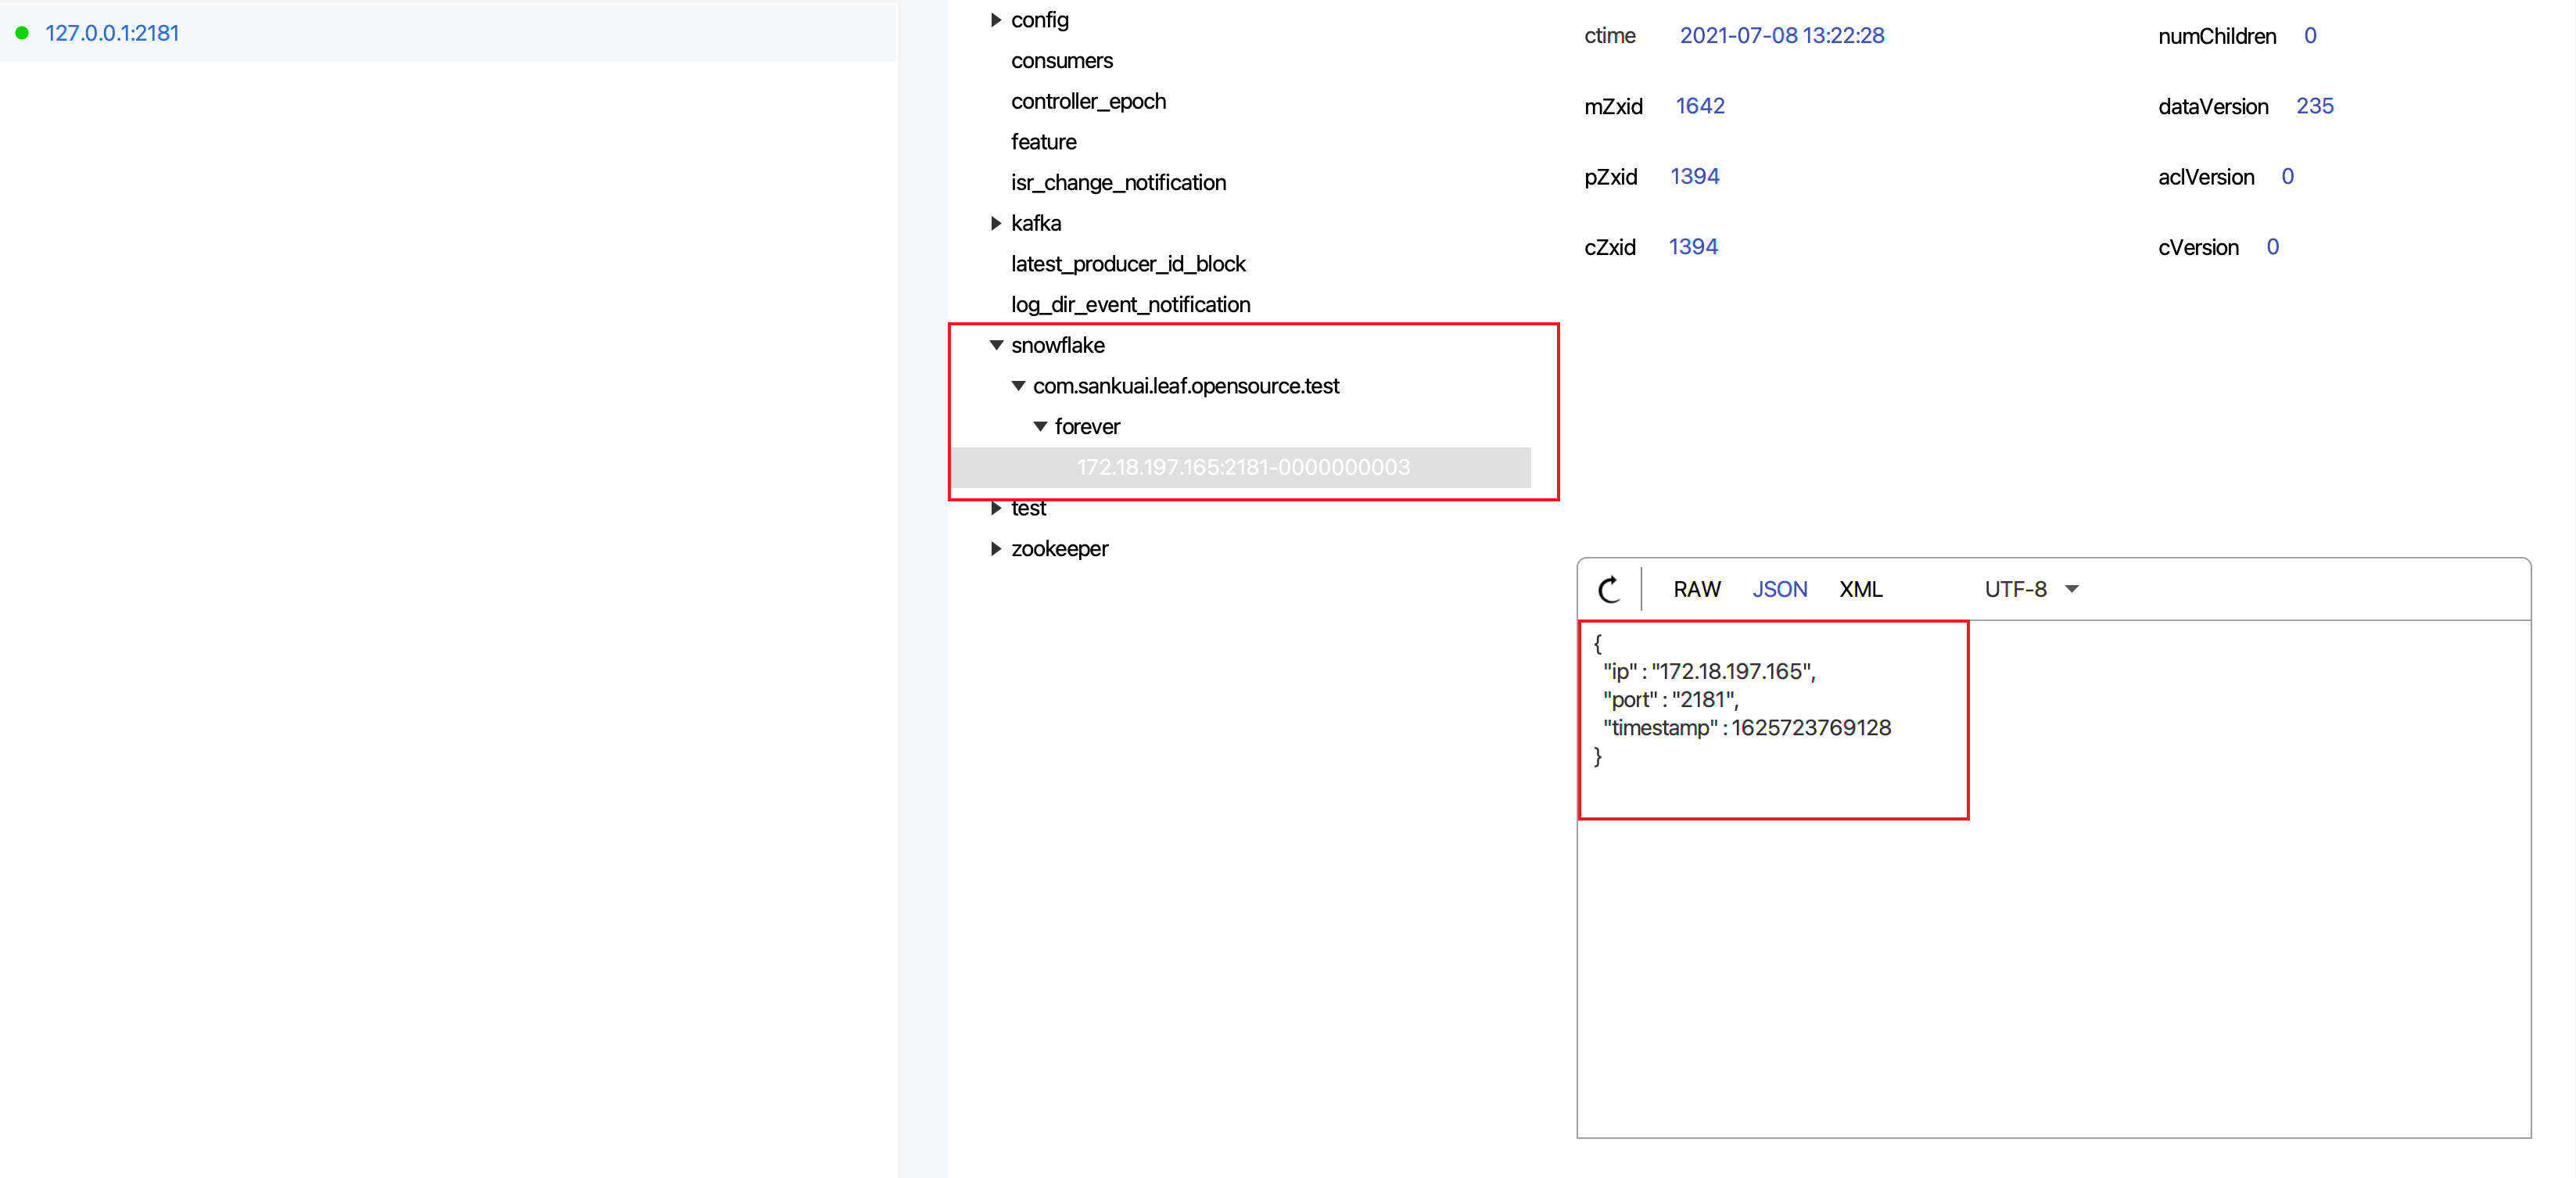 127.0.0.1:2181
config
consumers
controller_epoch
feature
isr_change_notification
kafka
latest_producer_id_block
log_dir_event_notification
snowflake
com.sankuai.leaf.opensource.test
forever
172.18.197.165:2181-0000000003
test
zookeeper
ctime 2021-07-08 13:22:28 numChildren 0
mZxid 1642 dataVersion 235
pZxid 1394 aclVersion 0
cZxid 1394 cVersion 0
RAW JSON XML UTF-8
{
"ip" : "172.18.197.165",
"port" : "2181",
"timestamp" : 1625723769128
}